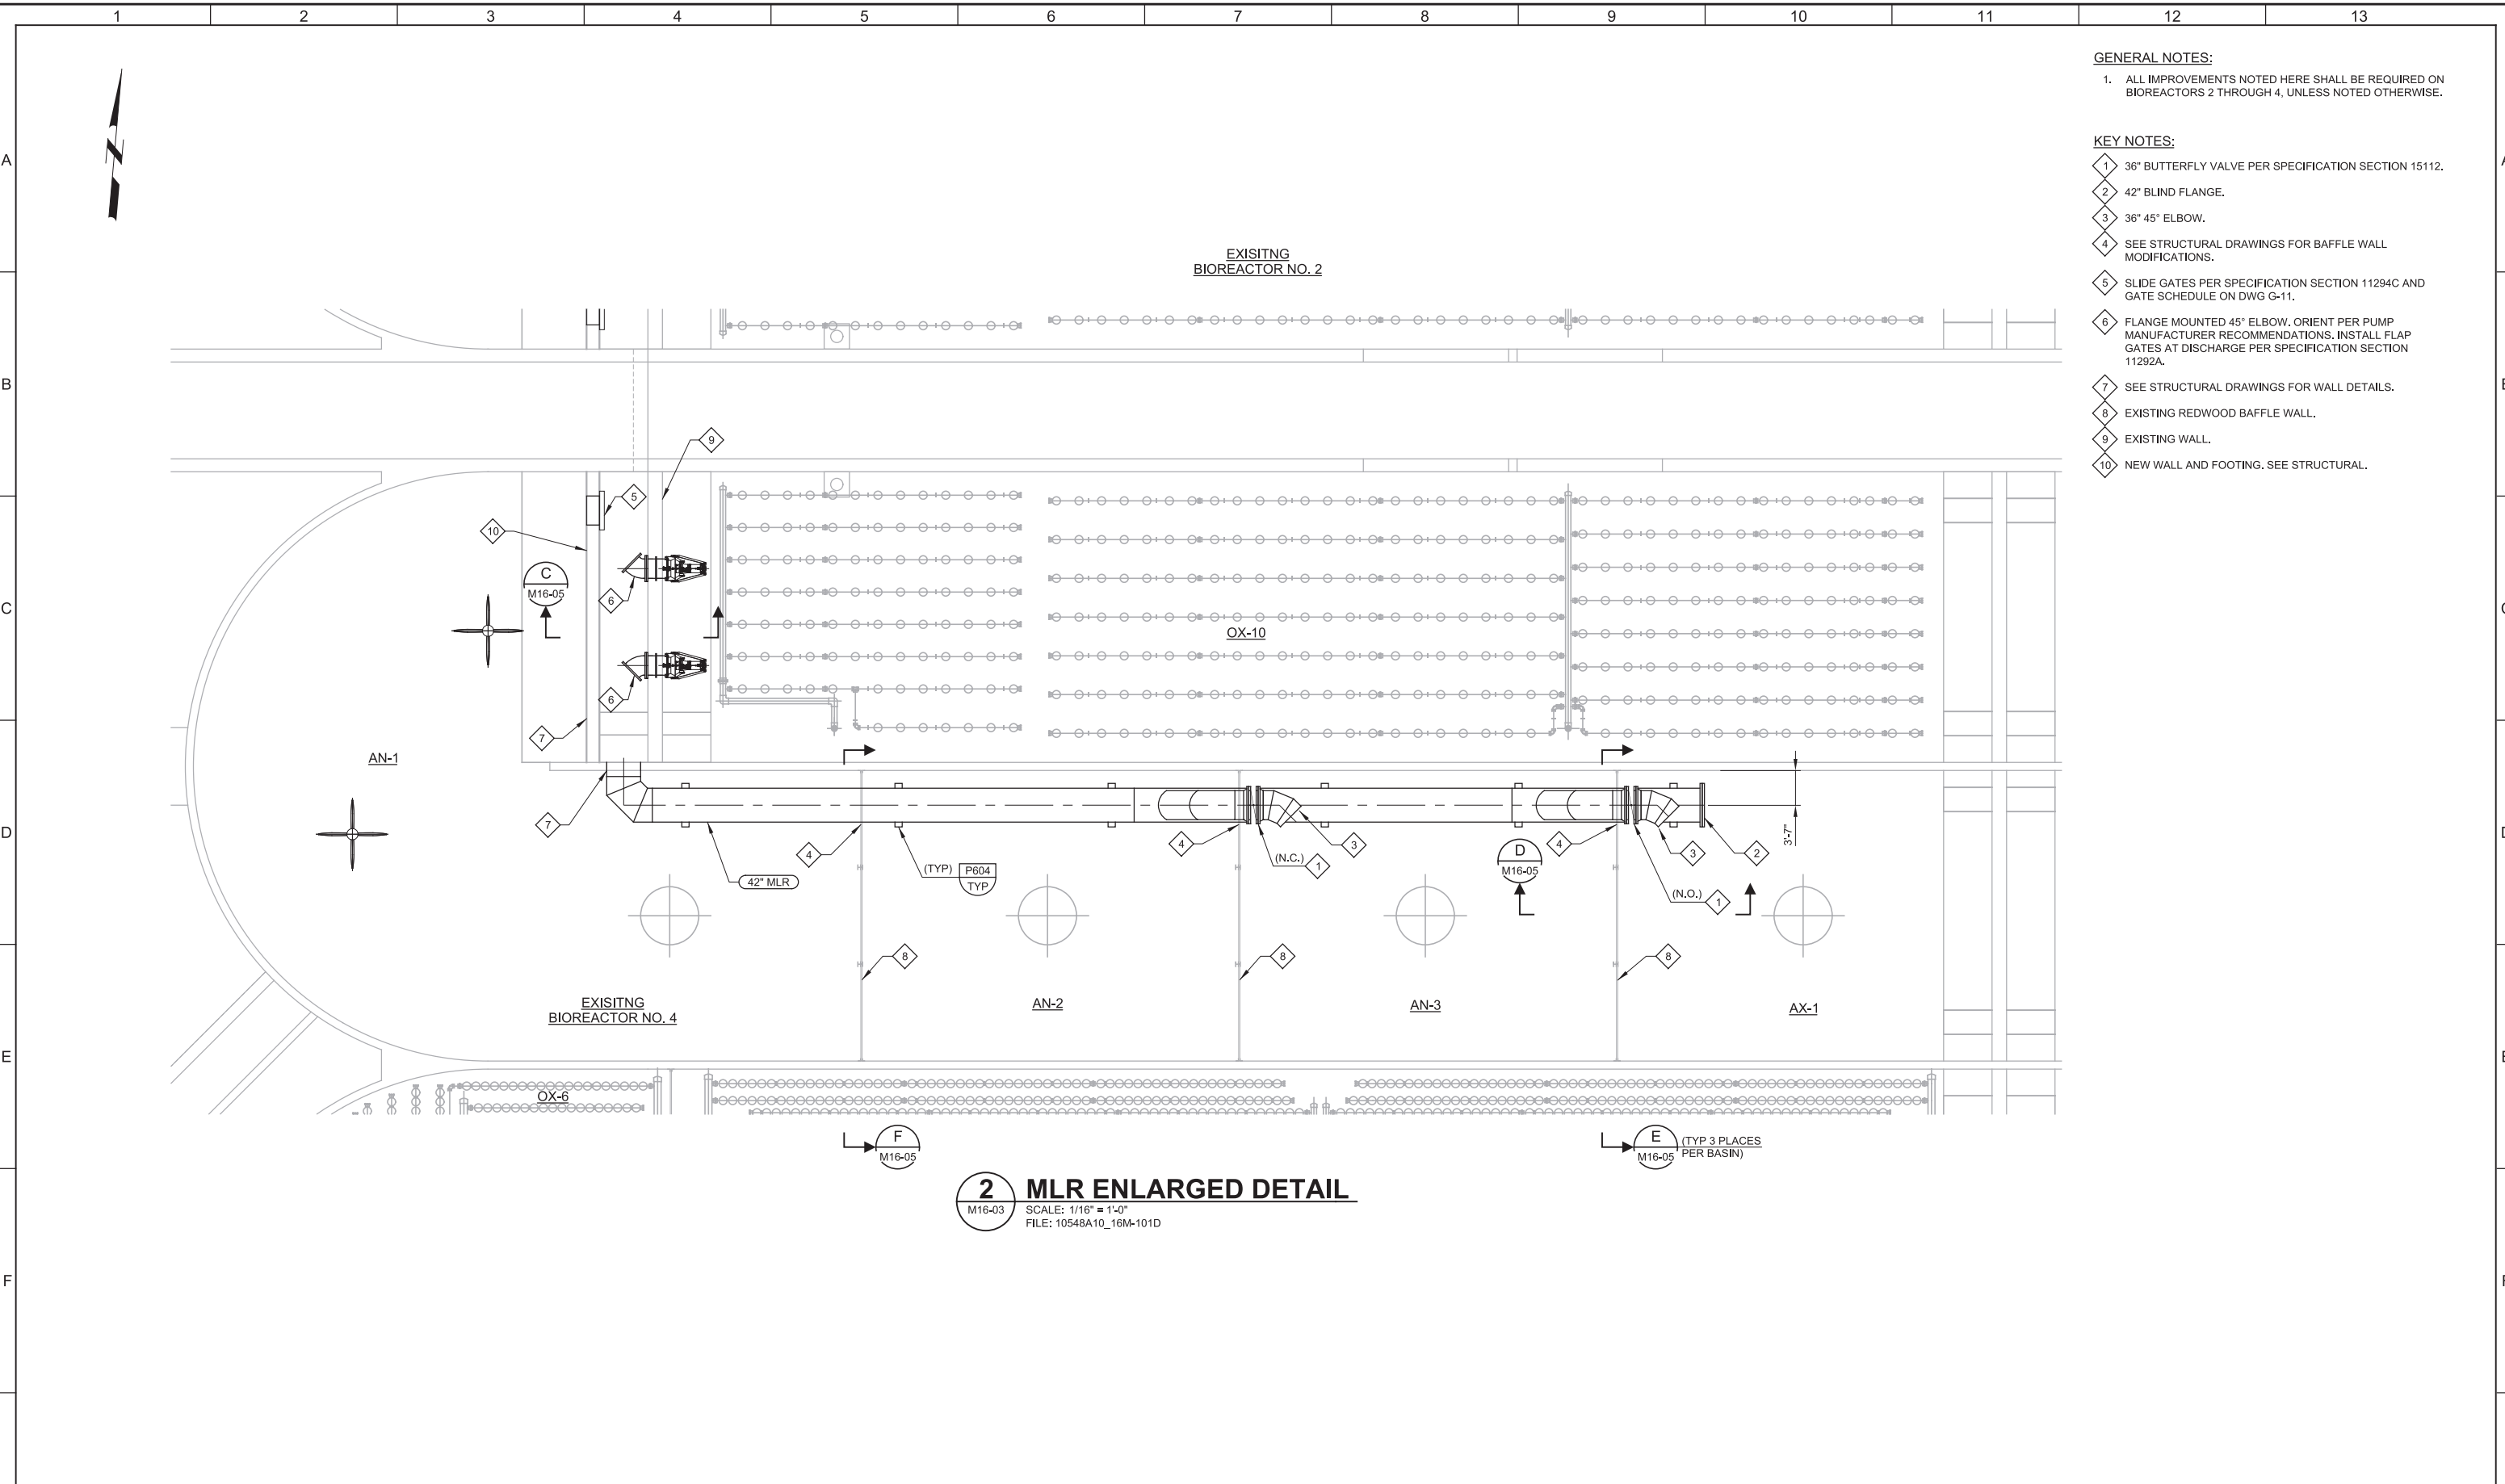 1 2 3 4 5 6 7 8 9 10 11 12 13
GENERAL NOTES:
1. ALL IMPROVEMENTS NOTED HERE SHALL BE REQUIRED ON
BIOREACTORS 2 THROUGH 4, UNLESS NOTED OTHERWISE.
KEY NOTES:
1 36" BUTTERFLY VALVE PER SPECIFICATION SECTION 15112.
2 42" BLIND FLANGE.
3 36" 45° ELBOW.
4 SEE STRUCTURAL DRAWINGS FOR BAFFLE WALL
MODIFICATIONS.
5 SLIDE GATES PER SPECIFICATION SECTION 11294C AND
GATE SCHEDULE ON DWG G-11.
6 FLANGE MOUNTED 45° ELBOW. ORIENT PER PUMP
MANUFACTURER RECOMMENDATIONS. INSTALL FLAP
GATES AT DISCHARGE PER SPECIFICATION SECTION
11292A.
7 SEE STRUCTURAL DRAWINGS FOR WALL DETAILS.
8 EXISTING REDWOOD BAFFLE WALL.
9 EXISTING WALL.
10 NEW WALL AND FOOTING. SEE STRUCTURAL.
A
B
C
D
E
F
EXISITNG
BIOREACTOR NO. 2
9
5
10
C
M16-05
6
6
OX-10
7
AN-1
7
4
42" MLR
(TYP)
P604
TYP
4
(N.C.)
1
3
D
M16-05
4
3
2
3'-7"
(N.O.)
1
8
8
8
EXISITNG
BIOREACTOR NO. 4
AN-2
AN-3
AX-1
OX-6
F
M16-05
E
M16-05
(TYP 3 PLACES
PER BASIN)
2
M16-03
MLR ENLARGED DETAIL
SCALE: 1/16" = 1'-0"
FILE: 10548A10_16M-101D